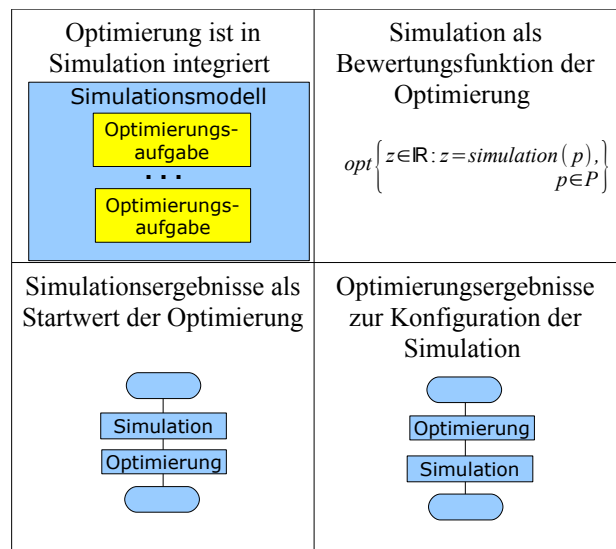 Optimierung ist in
Simulation integriert
Simulationsmodell
Optimierungs-
aufgabe
...
Optimierungs-
aufgabe
Simulation als
Bewertungsfunktion der
Optimierung
opt{z∈ℝ: z=simulation(p),
p∈P}
Simulationsergebnisse als
Startwert der Optimierung
Simulation
Optimierung
Optimierungsergebnisse
zur Konfiguration der
Simulation
Optimierung
Simulation